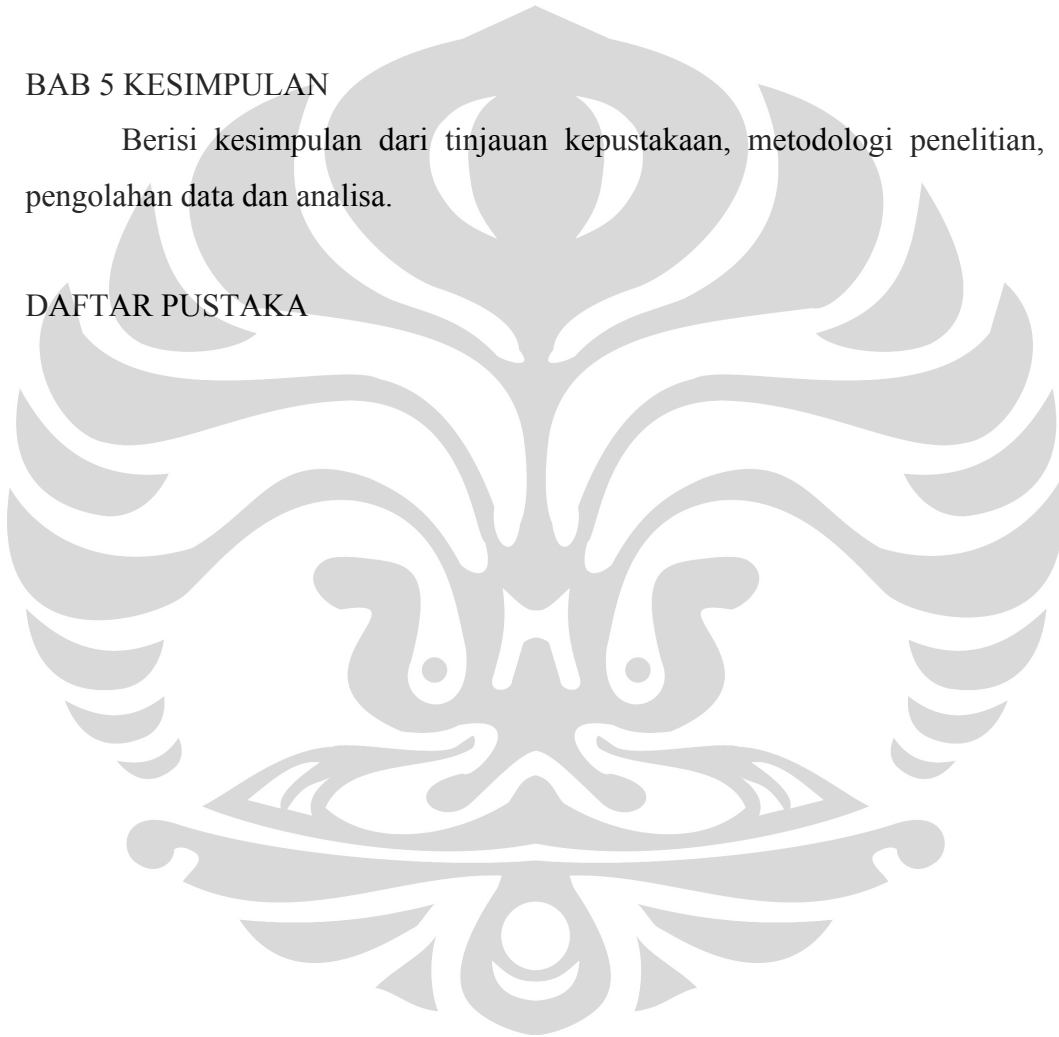 BAB 5 KESIMPULAN
Berisi kesimpulan dari tinjauan kepustakaan, metodologi penelitian,
pengolahan data dan analisa.
DAFTAR PUSTAKA